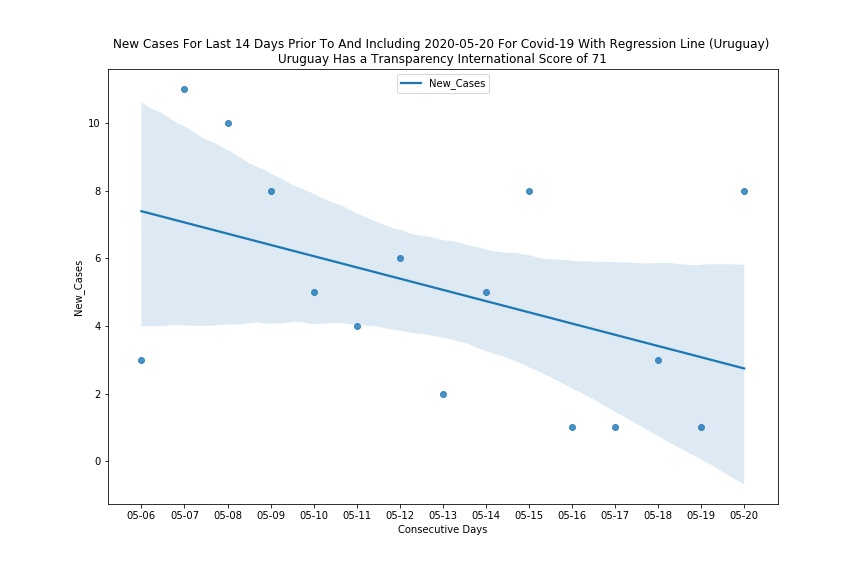 New Cases For Last 14 Days Prior To And Including 2020-05-20 For Covid-19 With Regression Line (Uruguay)
Uruguay Has a Transparency International Score of 71
New_Cases
10
8
6
4
2
0
New_Cases
05-06 05-07 05-08 05-09 05-10 05-11 05-12 05-13 05-14 05-15 05-16 05-17 05-18 05-19 05-20
Consecutive Days